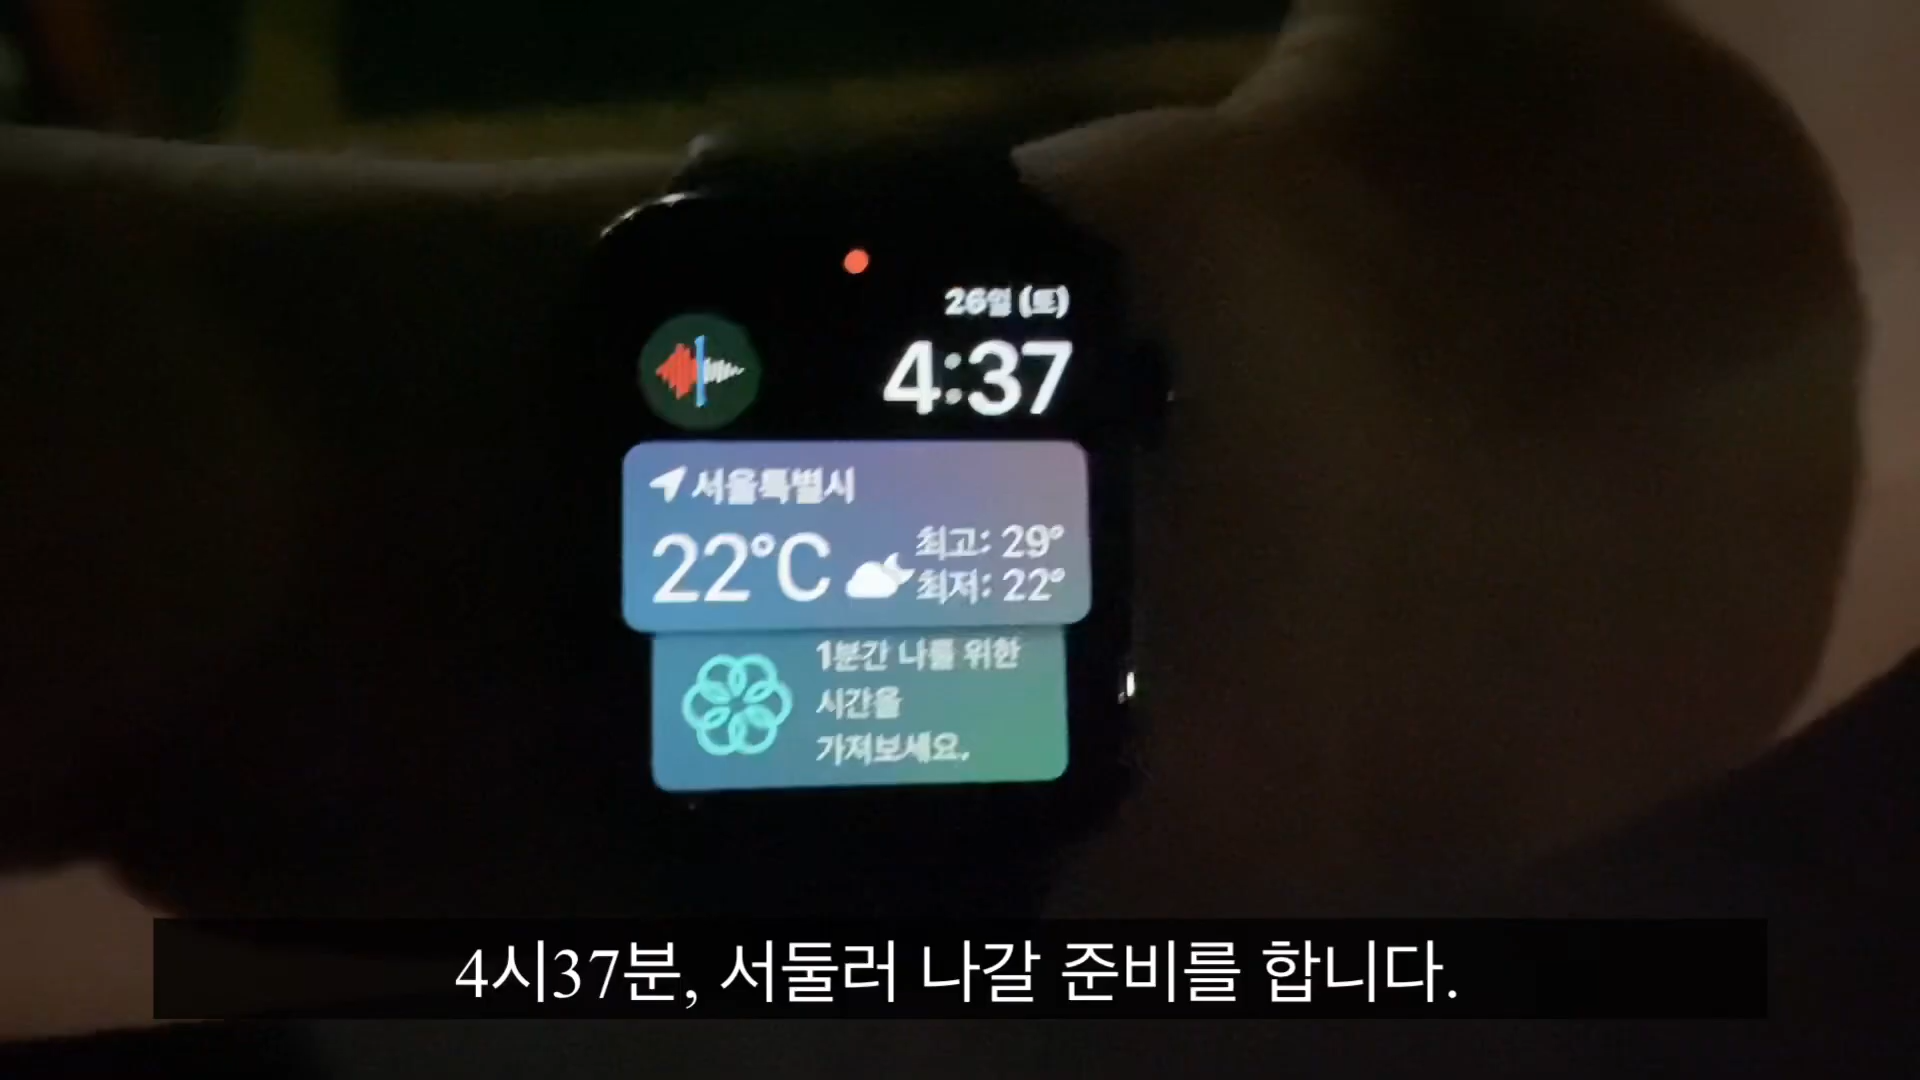 26일 (토)
4:37
서울특별시
22°C
최고: 29°
최저: 22°
1분간 나를 위한
시간을
가져보세요.
4시37분, 서둘러 나갈 준비를 합니다.